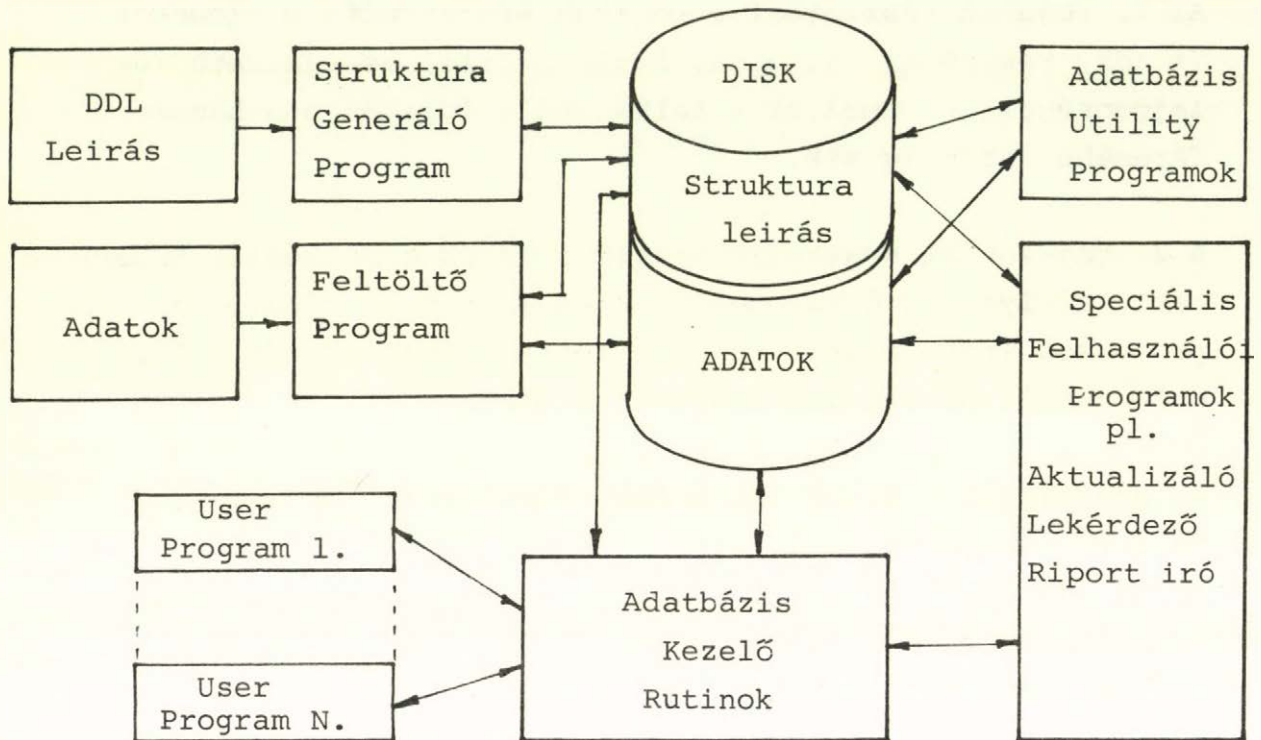 DDL
Leirás
Struktura
Generáló
Program
DISK
Struktura
leirás
ADATOK
Adatbázis
Utility
Programok
Adatok
Feltöltő
Program
Speciális
Felhasználói
Programok
pl.
Aktualizáló
Lekérdező
Riport iró
User
Program 1.
User
Program N.
Adatbázis
Kezelő
Rutinok